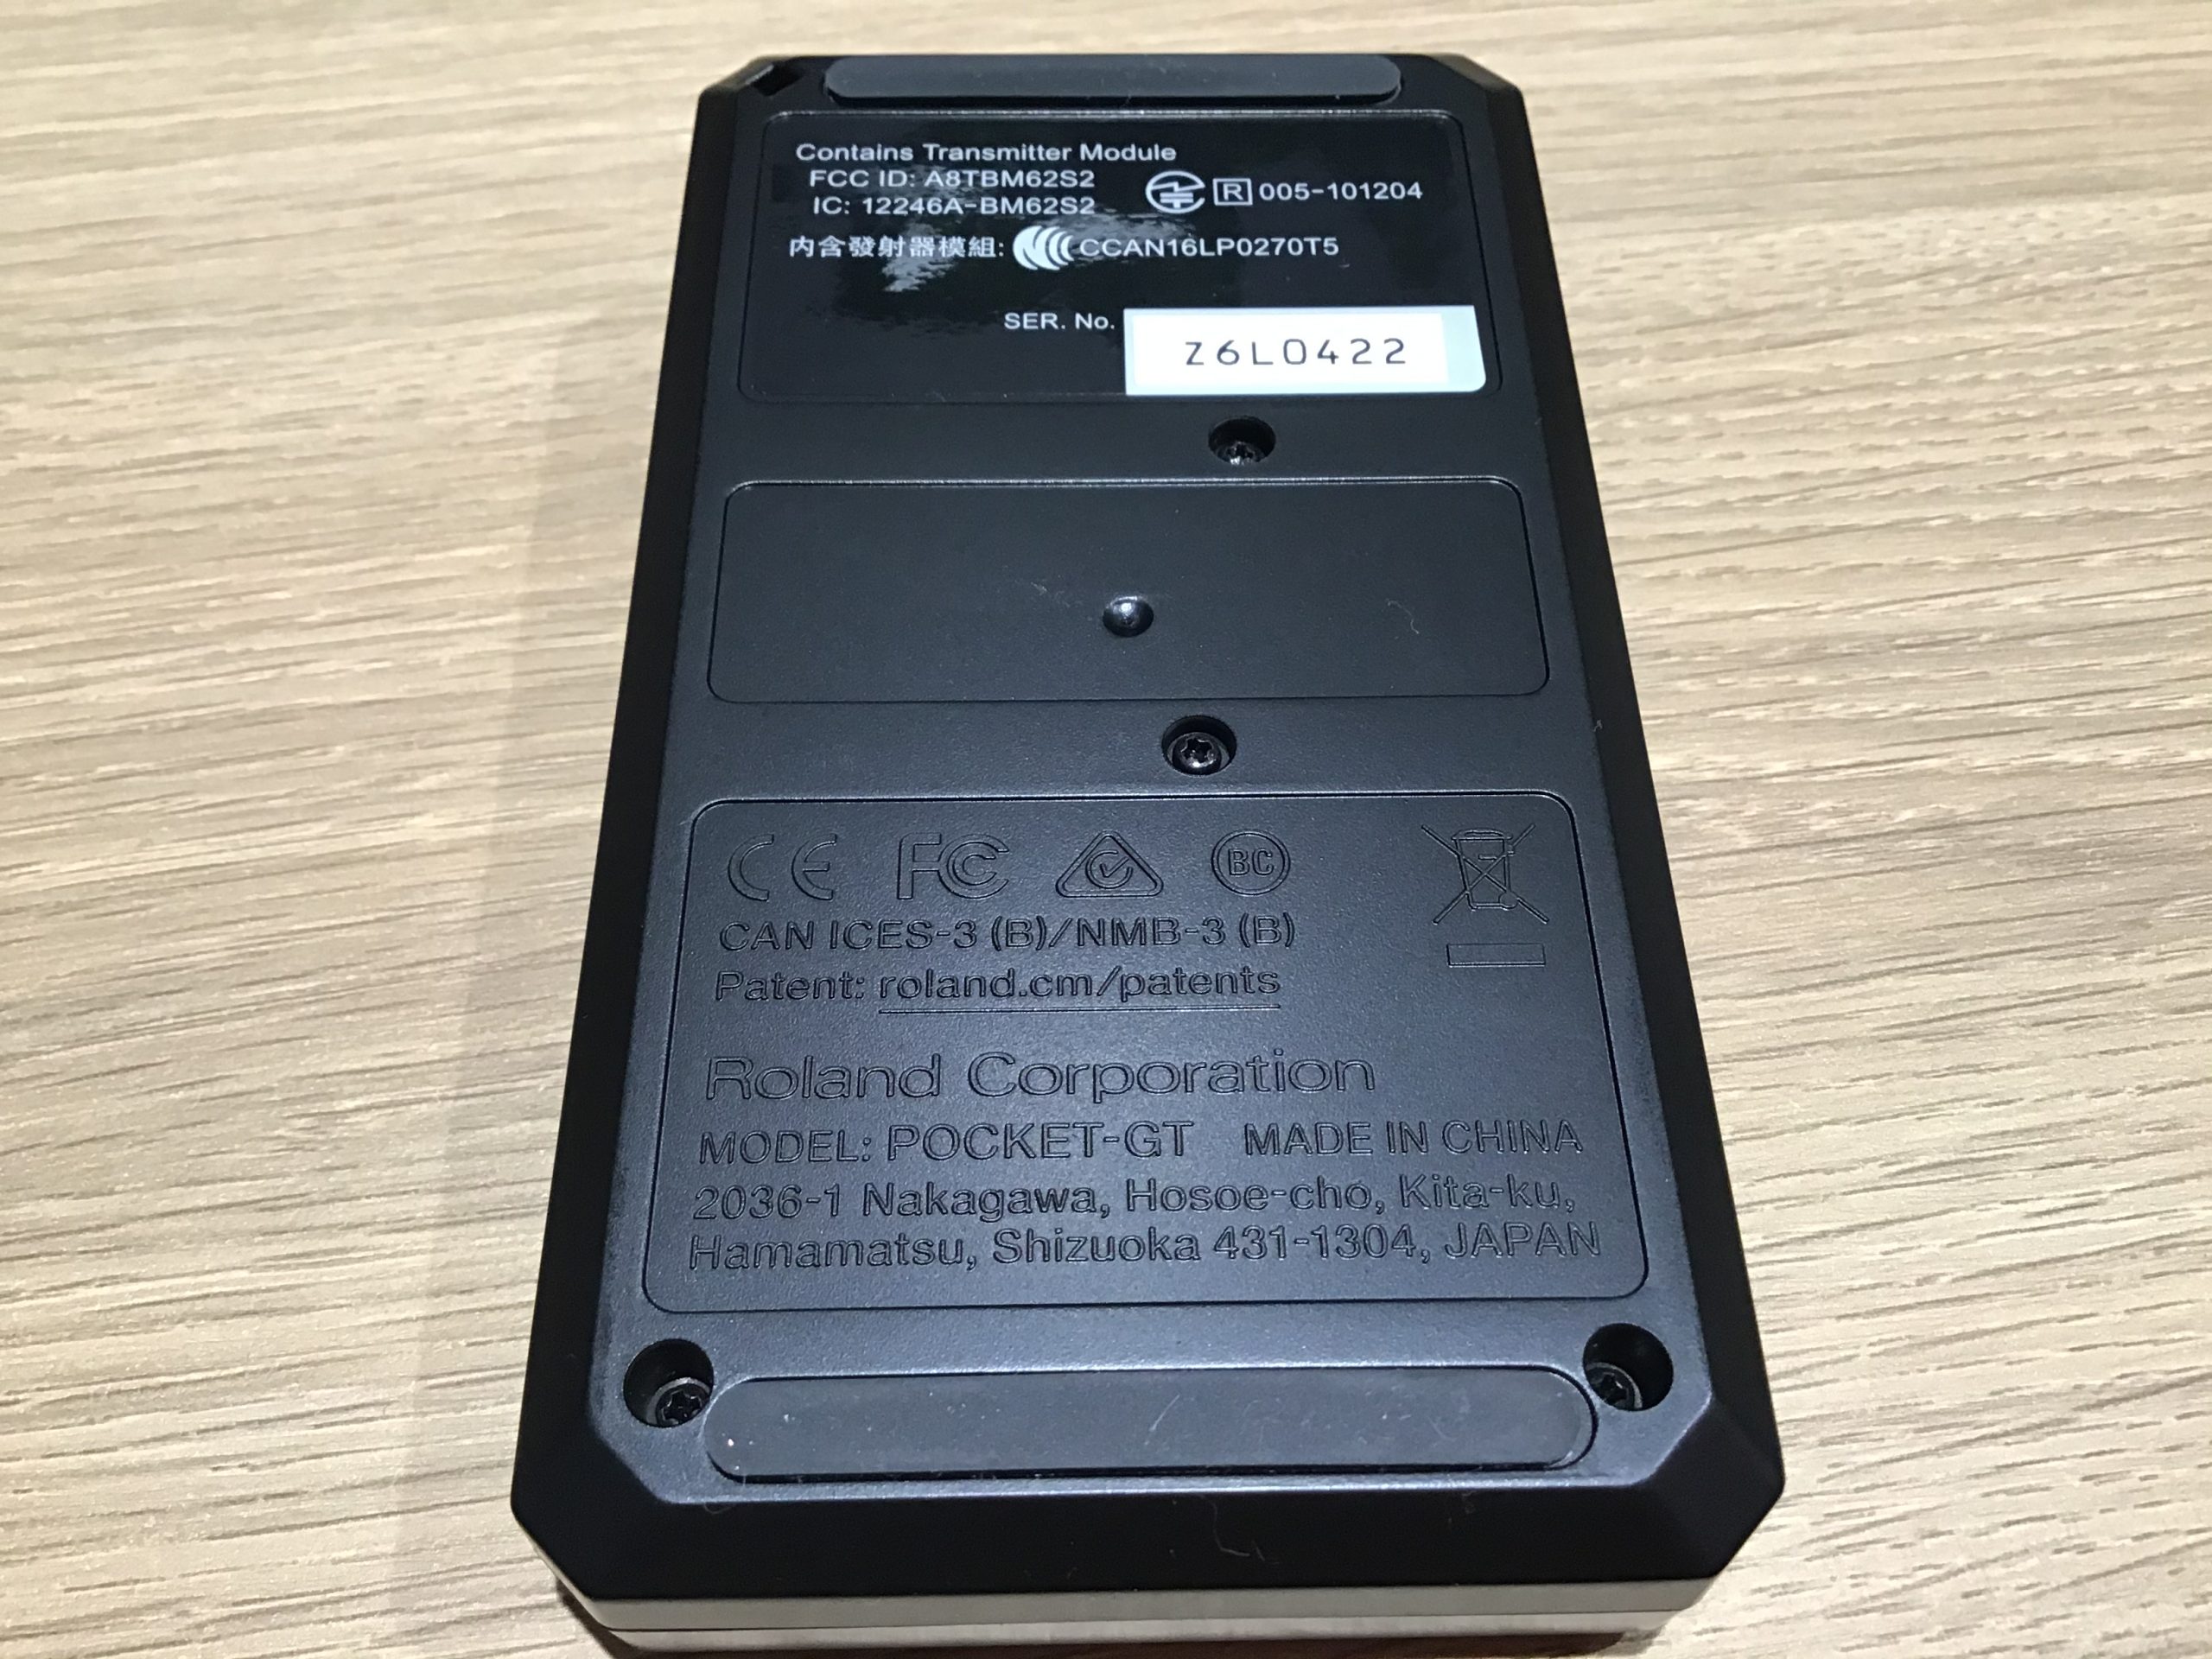 Contains Transmitter Module
FCC ID: A8TBM62S2
IC: 12246A-BM62S2
R 005-101204
內含發射器模組: CCAN16LP0270T5
SER. No. Z6L0422
CE FC BC
CAN ICES-3 (B)/NMB-3 (B)
Patent: roland.cm/patents
Roland Corporation
MODEL: POCKET-GT MADE IN CHINA
2036-1 Nakagawa, Hosoe-cho, Kita-ku,
Hamamatsu, Shizuoka 431-1304, JAPAN